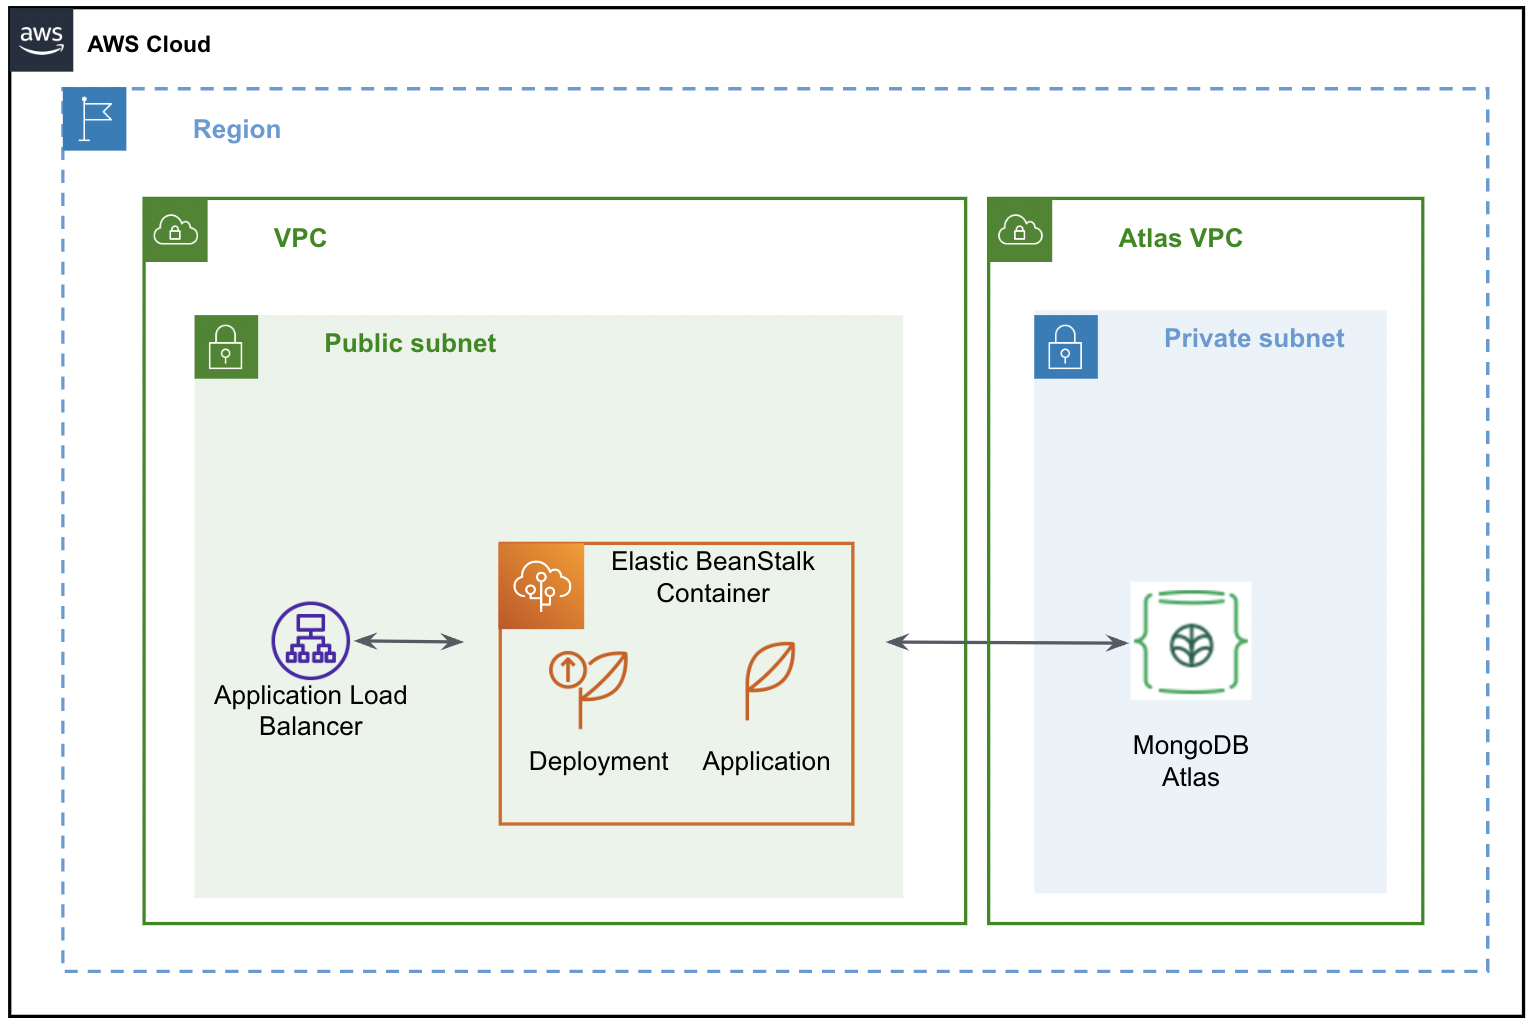 aws
AWS Cloud
Region
VPC
Atlas VPC
Public subnet
Private subnet
Elastic BeanStalk
Container
Application Load
Balancer
Deployment
Application
MongoDB
Atlas